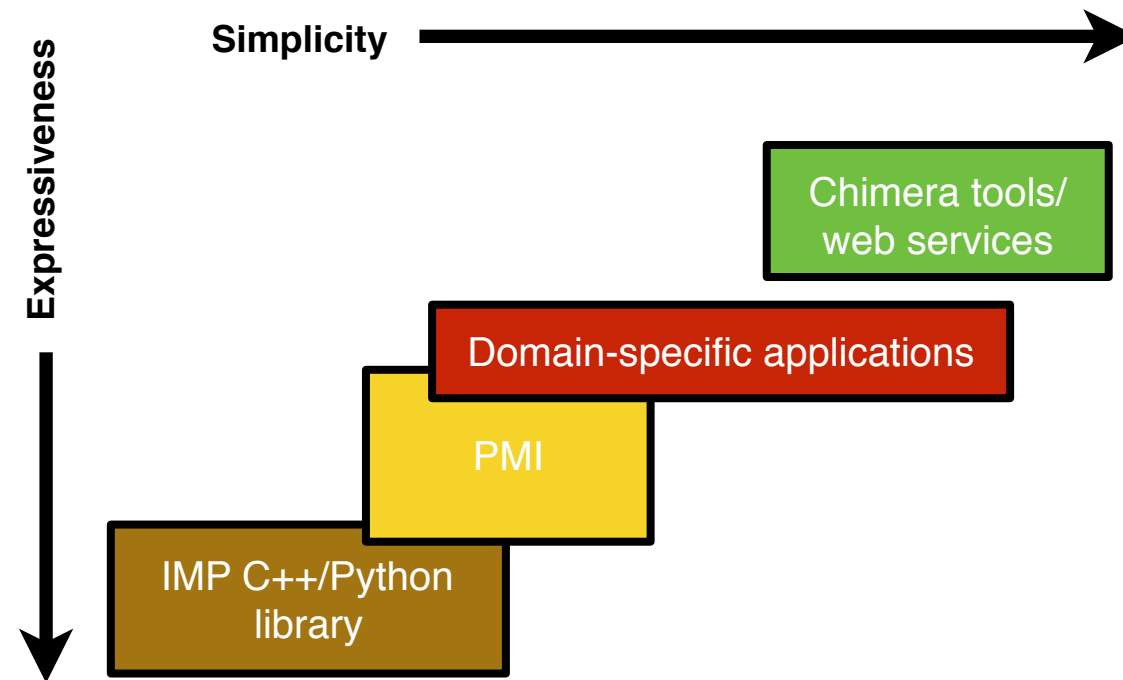 Simplicity
Expressiveness
Chimera tools/
web services
Domain-specific applications
PMI
IMP C++/Python
library